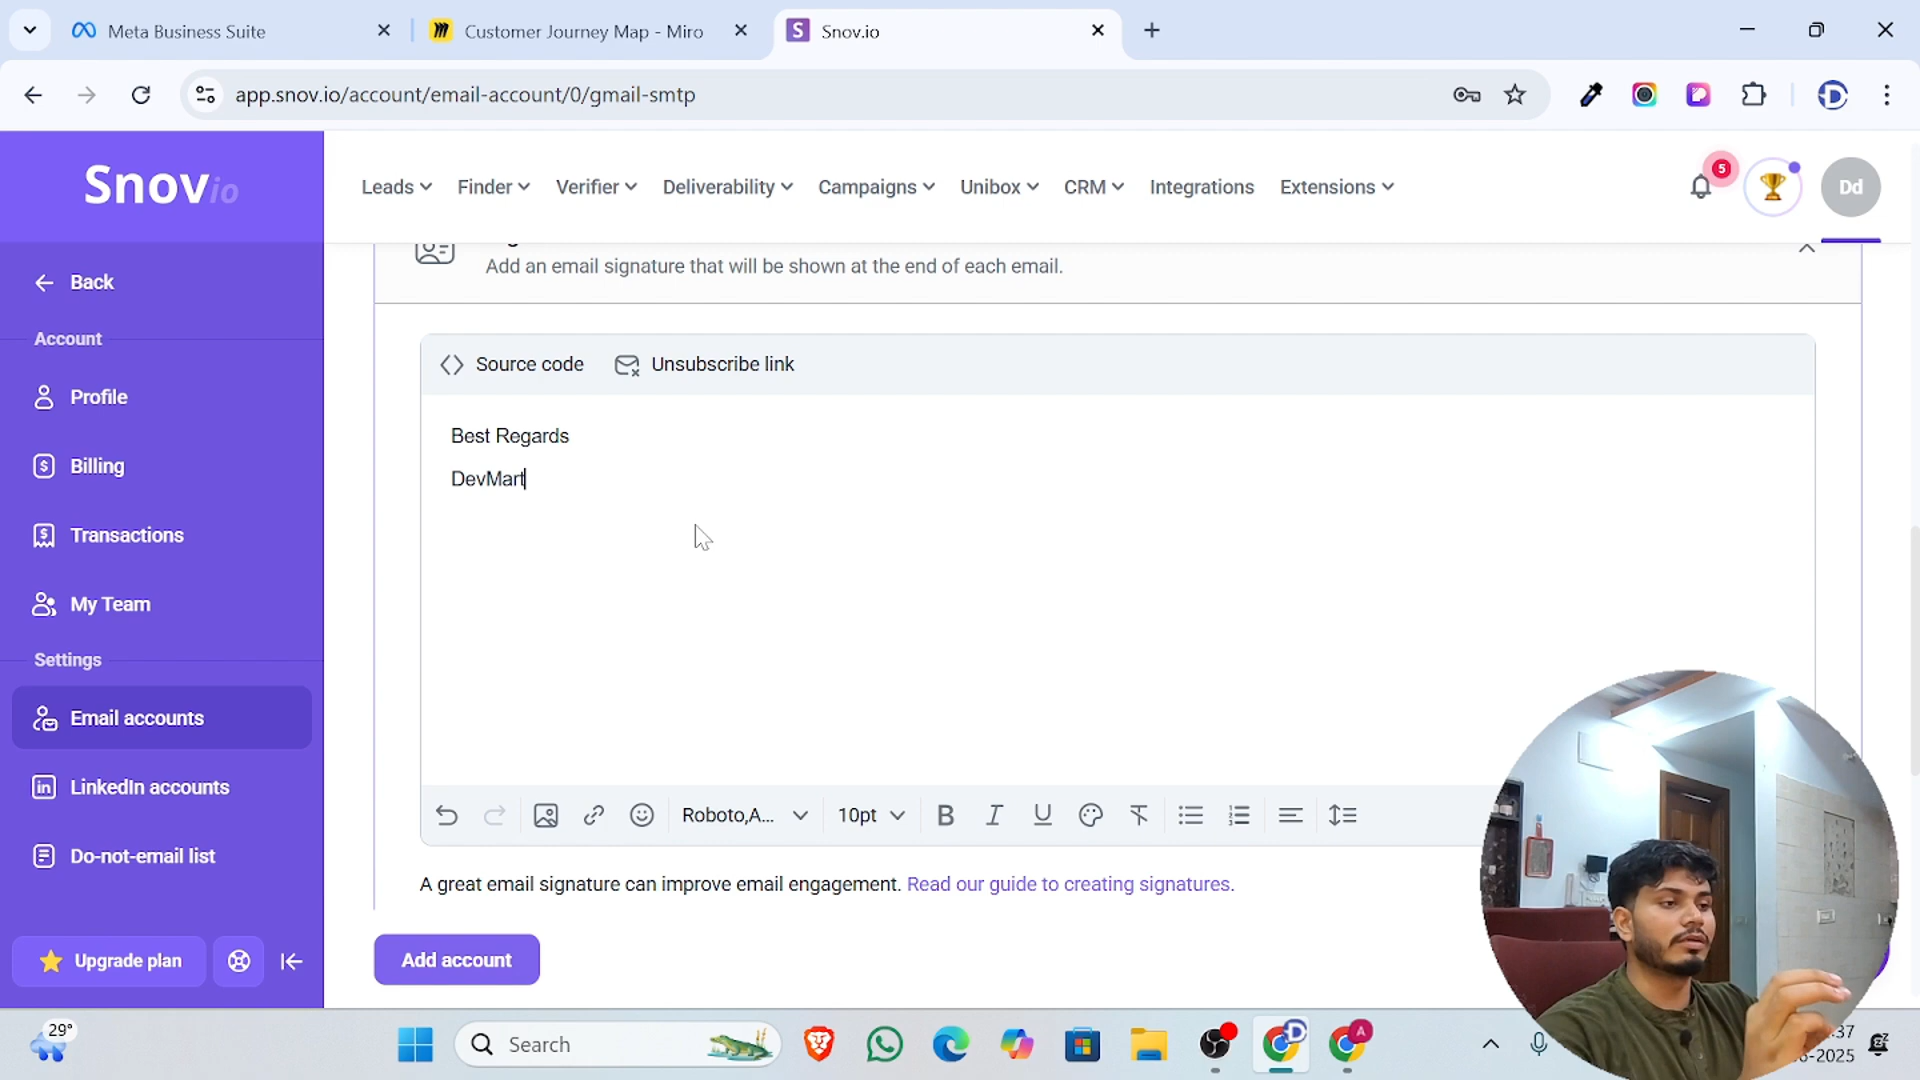 Meta Business Suite
Customer Journey Map - Miro
Snov.io
app.snov.io/account/email-account/0/gmail-smtp
Snovio
Leads
Finder
Verifier
Deliverability
Campaigns
Unibox
CRM
Integrations
Extensions
5
Dd
Back
Account
Profile
Billing
Transactions
My Team
Settings
Email accounts
LinkedIn accounts
Do-not-email list
Upgrade plan
Add an email signature that will be shown at the end of each email.
Source code
Unsubscribe link
Best Regards
DevMart
Roboto,A...
10pt
A great email signature can improve email engagement. Read our guide to creating signatures.
Add account
29°
Search